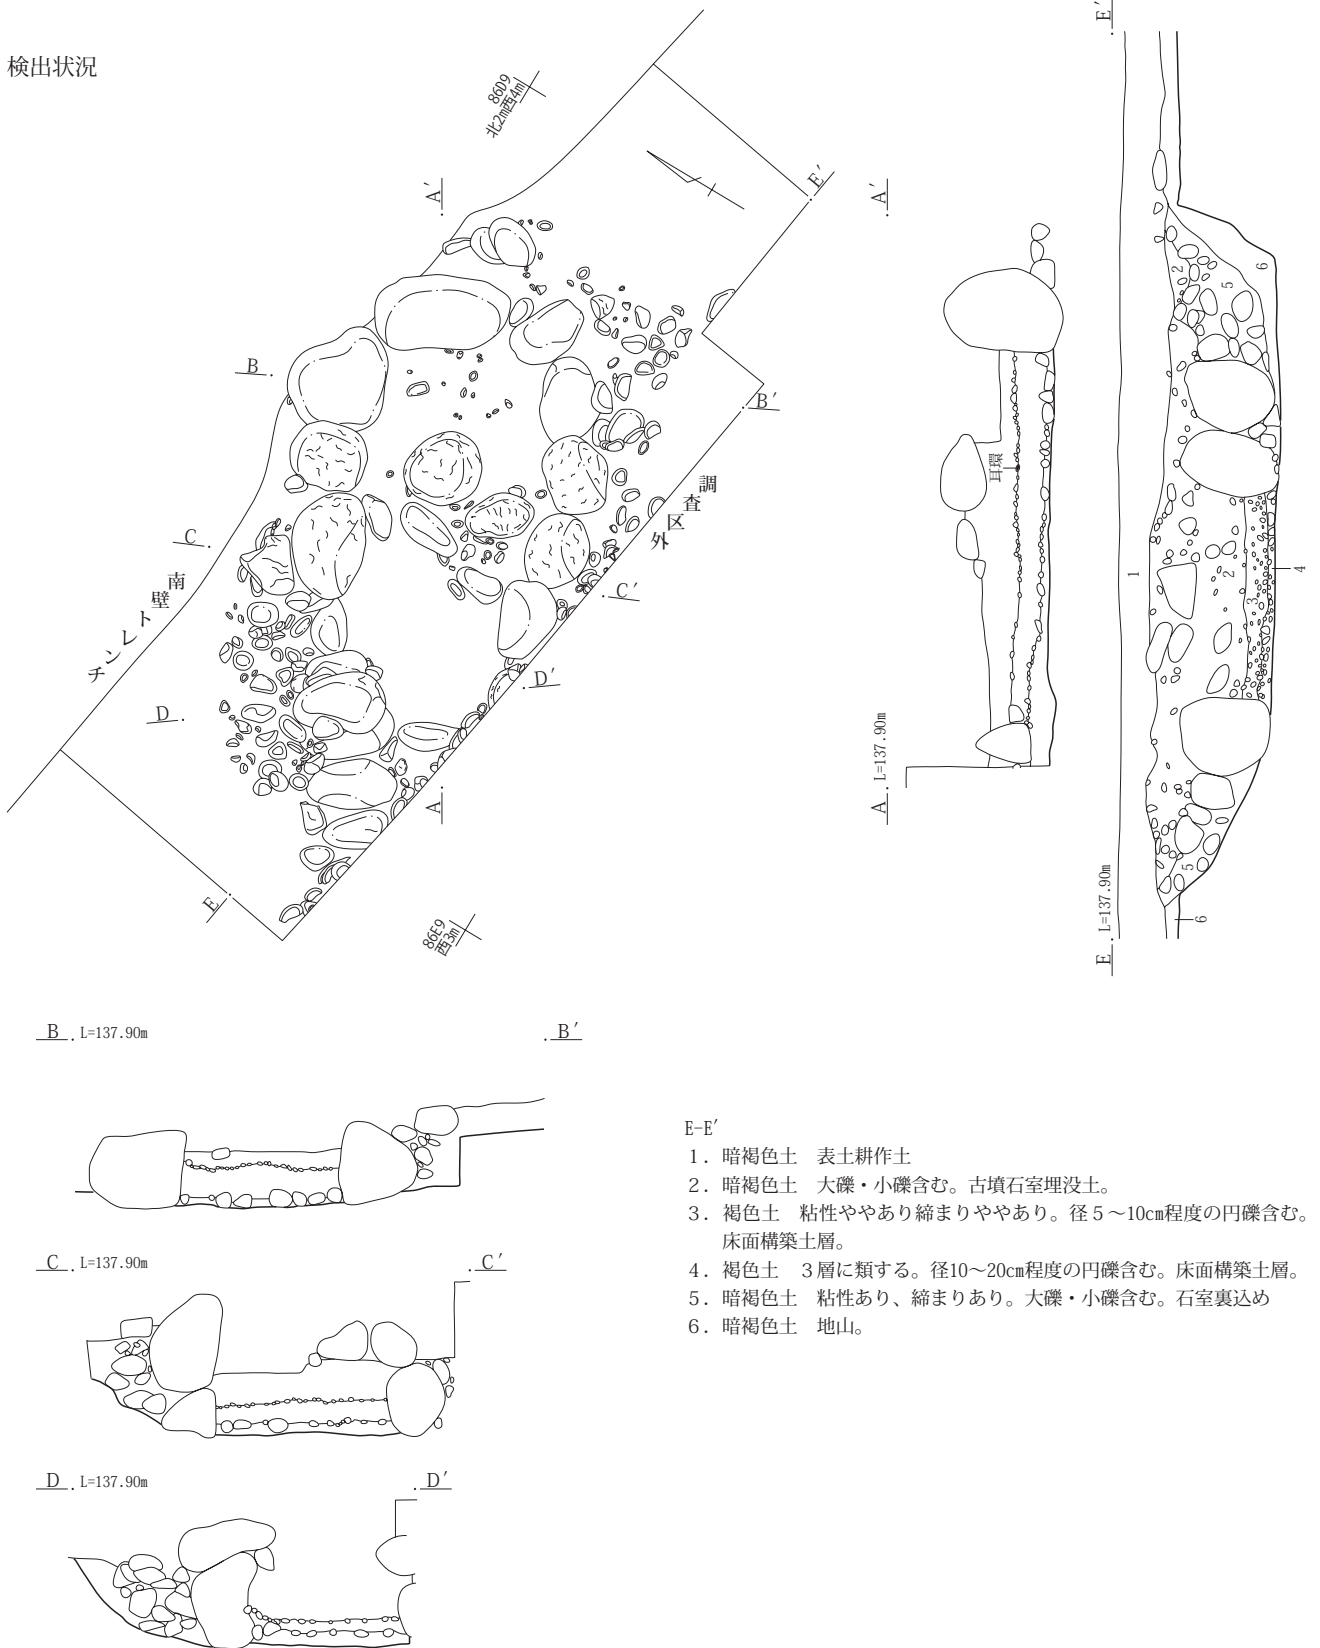 検出状況
86D9
北2m西4m
E′
A′
E′
A′
B
B′
耳環
調査区外
C
C′
南壁トレンチ
D
D′
A
E
86E9
西3m
A L=137.90m
E L=137.90m
1
2
3
4
5
6
2
5
6
B L=137.90m B′
C L=137.90m C′
D L=137.90m D′
E-E′
１．暗褐色土　表土耕作土
２．暗褐色土　大礫・小礫含む。古墳石室埋没土。
３．褐色土　粘性ややあり締まりややあり。径５～10cm程度の円礫含む。
床面構築土層。
４．褐色土　３層に類する。径10～20cm程度の円礫含む。床面構築土層。
５．暗褐色土　粘性あり、締まりあり。大礫・小礫含む。石室裏込め
６．暗褐色土　地山。